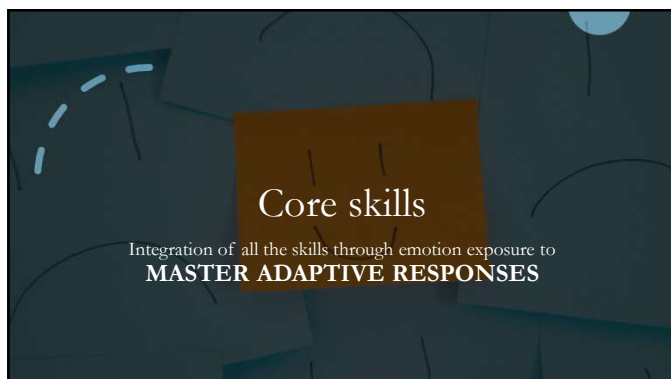 Core skills
Integration of all the skills through emotion exposure to
MASTER ADAPTIVE RESPONSES